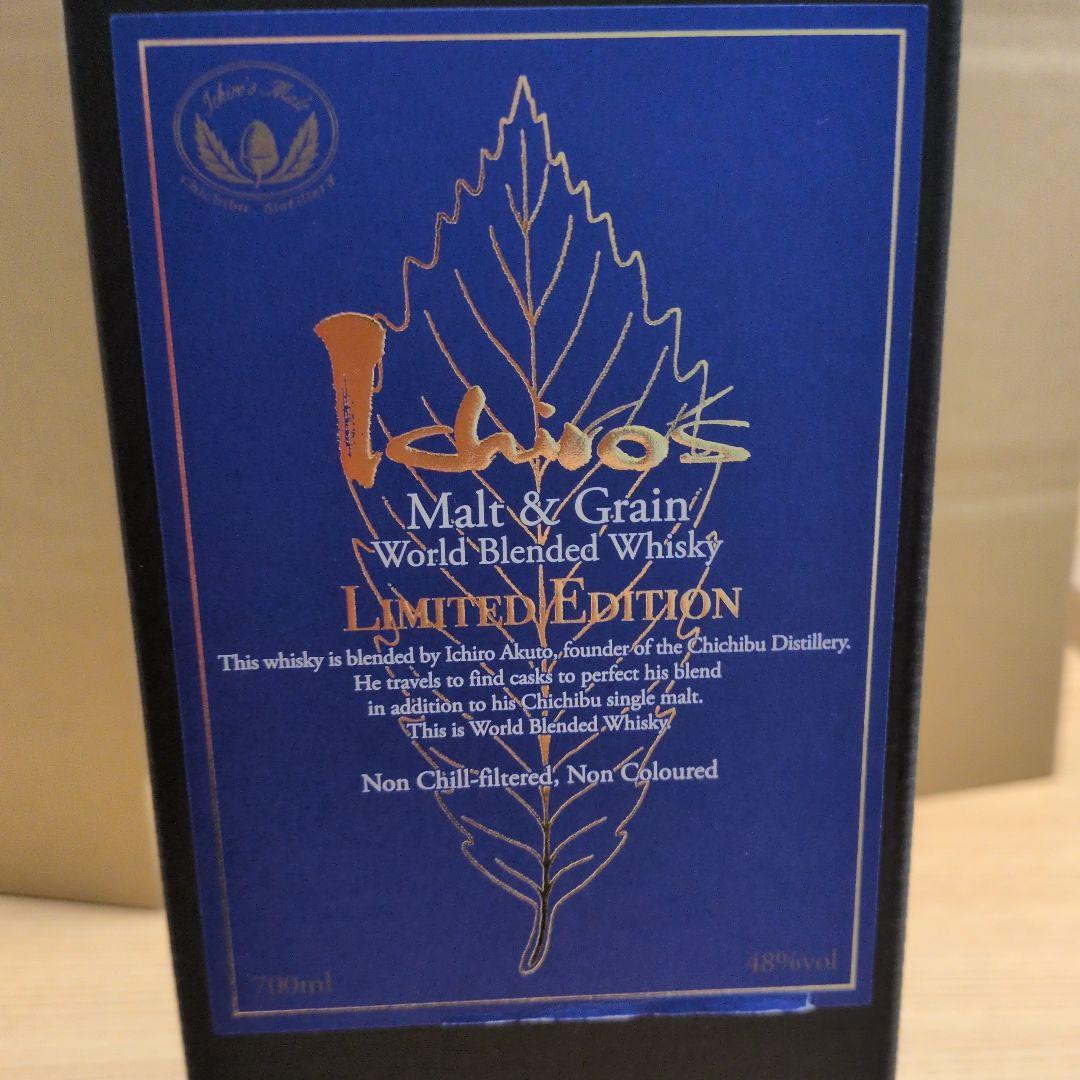 Ichiro's Malt
Chichibu Distillery
Ichiro's
Malt & Grain
World Blended Whisky
LIMITED EDITION
This whisky is blended by Ichiro Akuto, founder of the Chichibu Distillery.
He travels to find casks to perfect his blend
in addition to his Chichibu single malt.
This is World Blended Whisky.
Non Chill-filtered, Non Coloured
700ml
48%vol